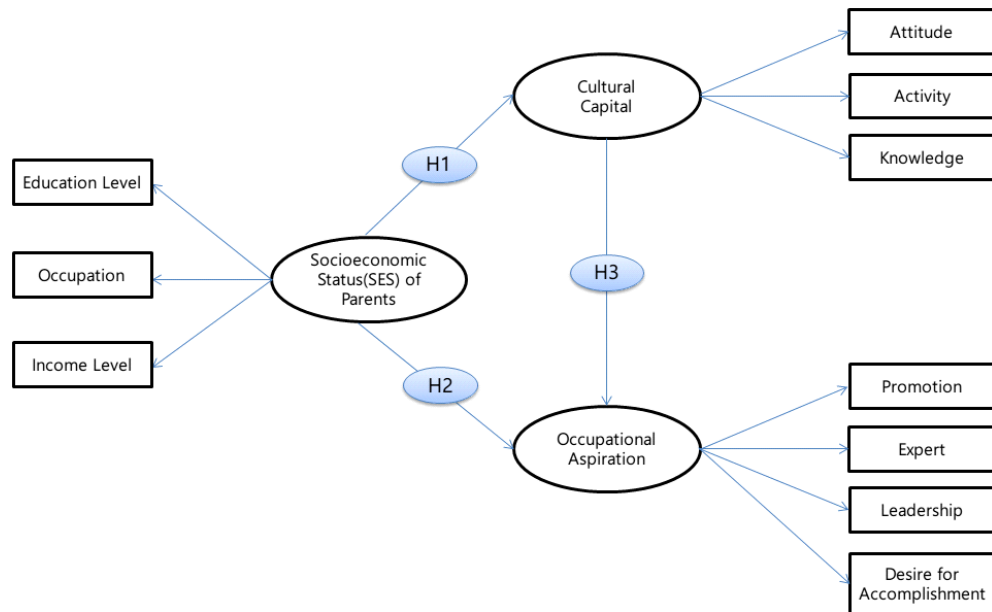 Attitude
Cultural
Capital
Activity
Knowledge
H1
Education Level
Socioeconomic
Status(SES) of
Parents
Occupation
H3
Income Level
H2
Promotion
Occupational
Aspiration
Expert
Leadership
Desire for
Accomplishment